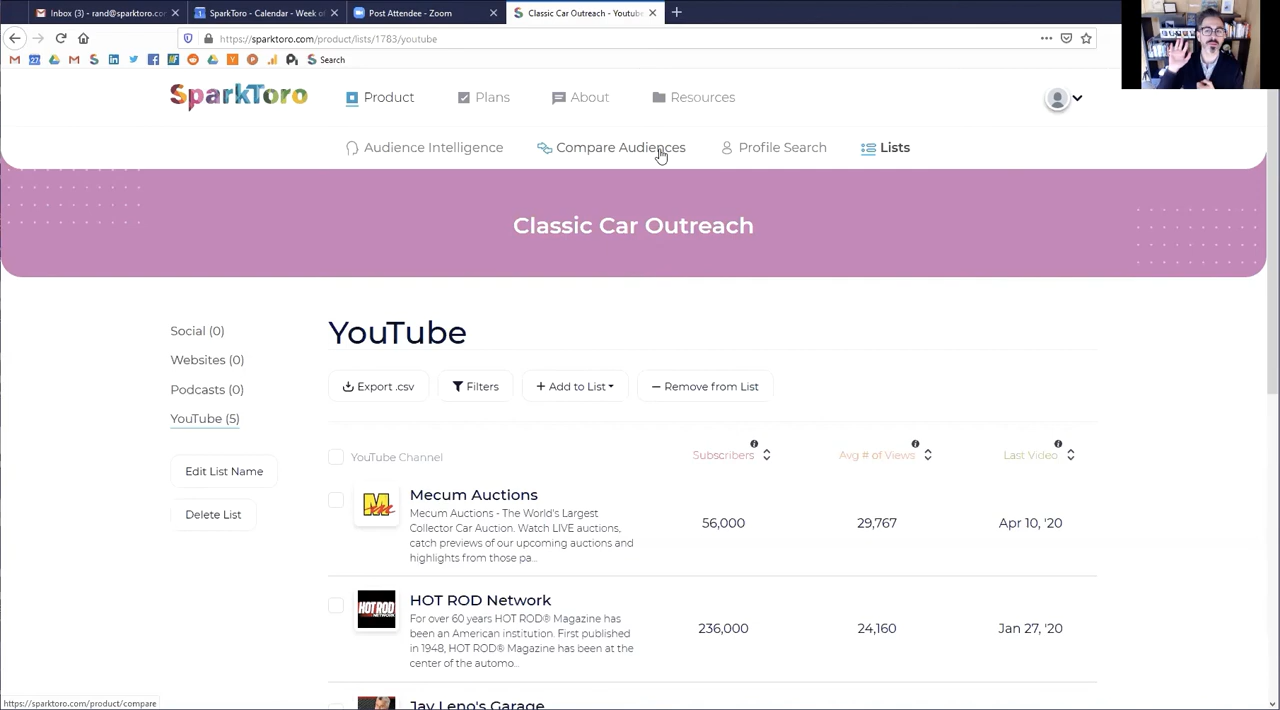 Inbox (3) - rand@sparktoro.com
SparkToro - Calendar - Week of
Post Attendee - Zoom
Classic Car Outreach - Youtube
https://sparktoro.com/product/lists/1783/youtube
Search
SparkToro
Product
Plans
About
Resources
Audience Intelligence
Compare Audiences
Profile Search
Lists
Classic Car Outreach
Social (0)
Websites (0)
Podcasts (0)
YouTube (5)
Edit List Name
Delete List
YouTube
Export .csv
Filters
+ Add to List
− Remove from List
YouTube Channel
Subscribers
Avg # of Views
Last Video
Mecum Auctions
Mecum Auctions - The World's Largest
Collector Car Auction. Watch LIVE auctions,
catch previews of our upcoming auctions and
highlights from those pa...
56,000
29,767
Apr 10, '20
HOT ROD NETWORK
HOT ROD Network
For over 60 years HOT ROD® Magazine has
been an American institution. First published
in 1948, HOT ROD® Magazine has been at the
center of the automo...
236,000
24,160
Jan 27, '20
Jay Leno's Garage
https://sparktoro.com/product/compare